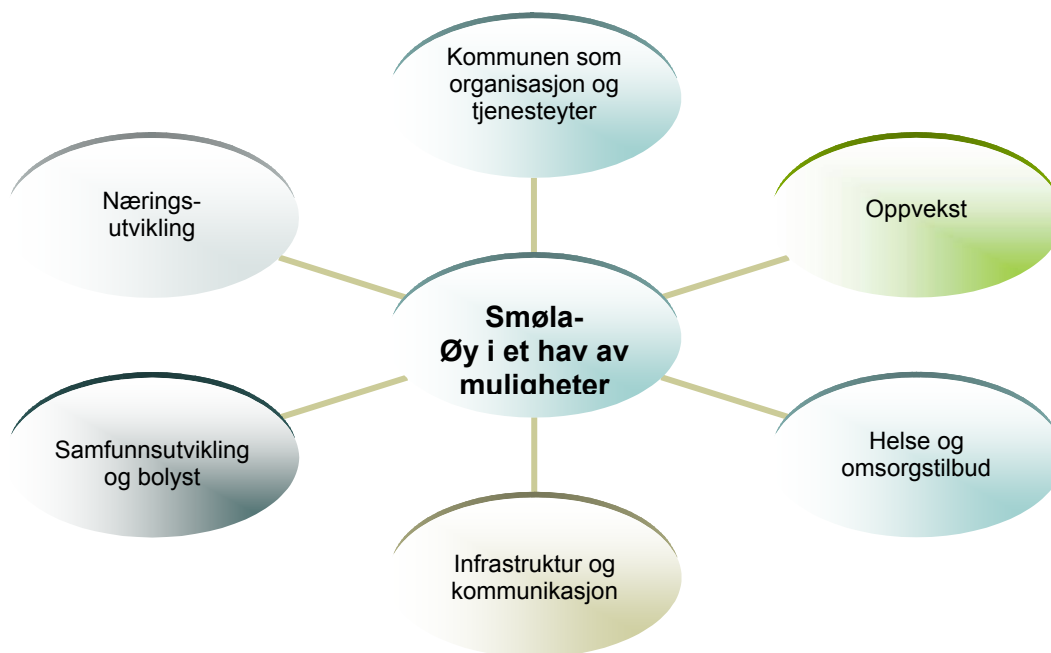 Kommunen som
organisasjon og
tjenesteyter
Nærings-
utvikling
Oppvekst
Smøla-
Øy i et hav av
muligheter
Samfunnsutvikling
og bolyst
Helse og
omsorgstilbud
Infrastruktur og
kommunikasjon